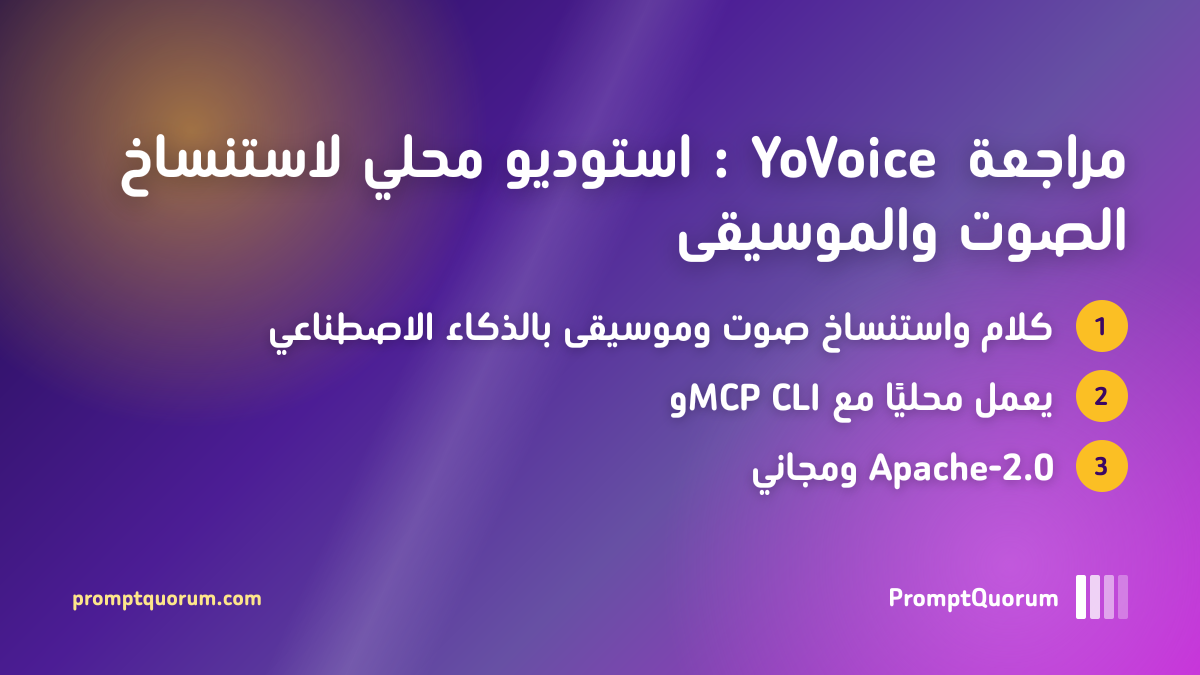 مراجعة YoVoice : استوديو محلي لاستنساخ
الصوت والموسيقى
1 كلام واستنساخ صوت وموسيقى بالذكاء الاصطناعي
2 يعمل محليًا مع MCP CLI و
3 Apache-2.0 ومجاني
promptquorum.com
PromptQuorum